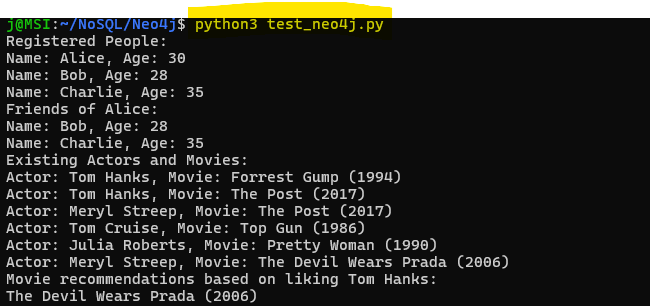 j@MSI:~/NoSQL/Neo4j$ python3 test_neo4j.py
Registered People:
Name: Alice, Age: 30
Name: Bob, Age: 28
Name: Charlie, Age: 35
Friends of Alice:
Name: Bob, Age: 28
Name: Charlie, Age: 35
Existing Actors and Movies:
Actor: Tom Hanks, Movie: Forrest Gump (1994)
Actor: Tom Hanks, Movie: The Post (2017)
Actor: Meryl Streep, Movie: The Post (2017)
Actor: Tom Cruise, Movie: Top Gun (1986)
Actor: Julia Roberts, Movie: Pretty Woman (1990)
Actor: Meryl Streep, Movie: The Devil Wears Prada (2006)
Movie recommendations based on liking Tom Hanks:
The Devil Wears Prada (2006)